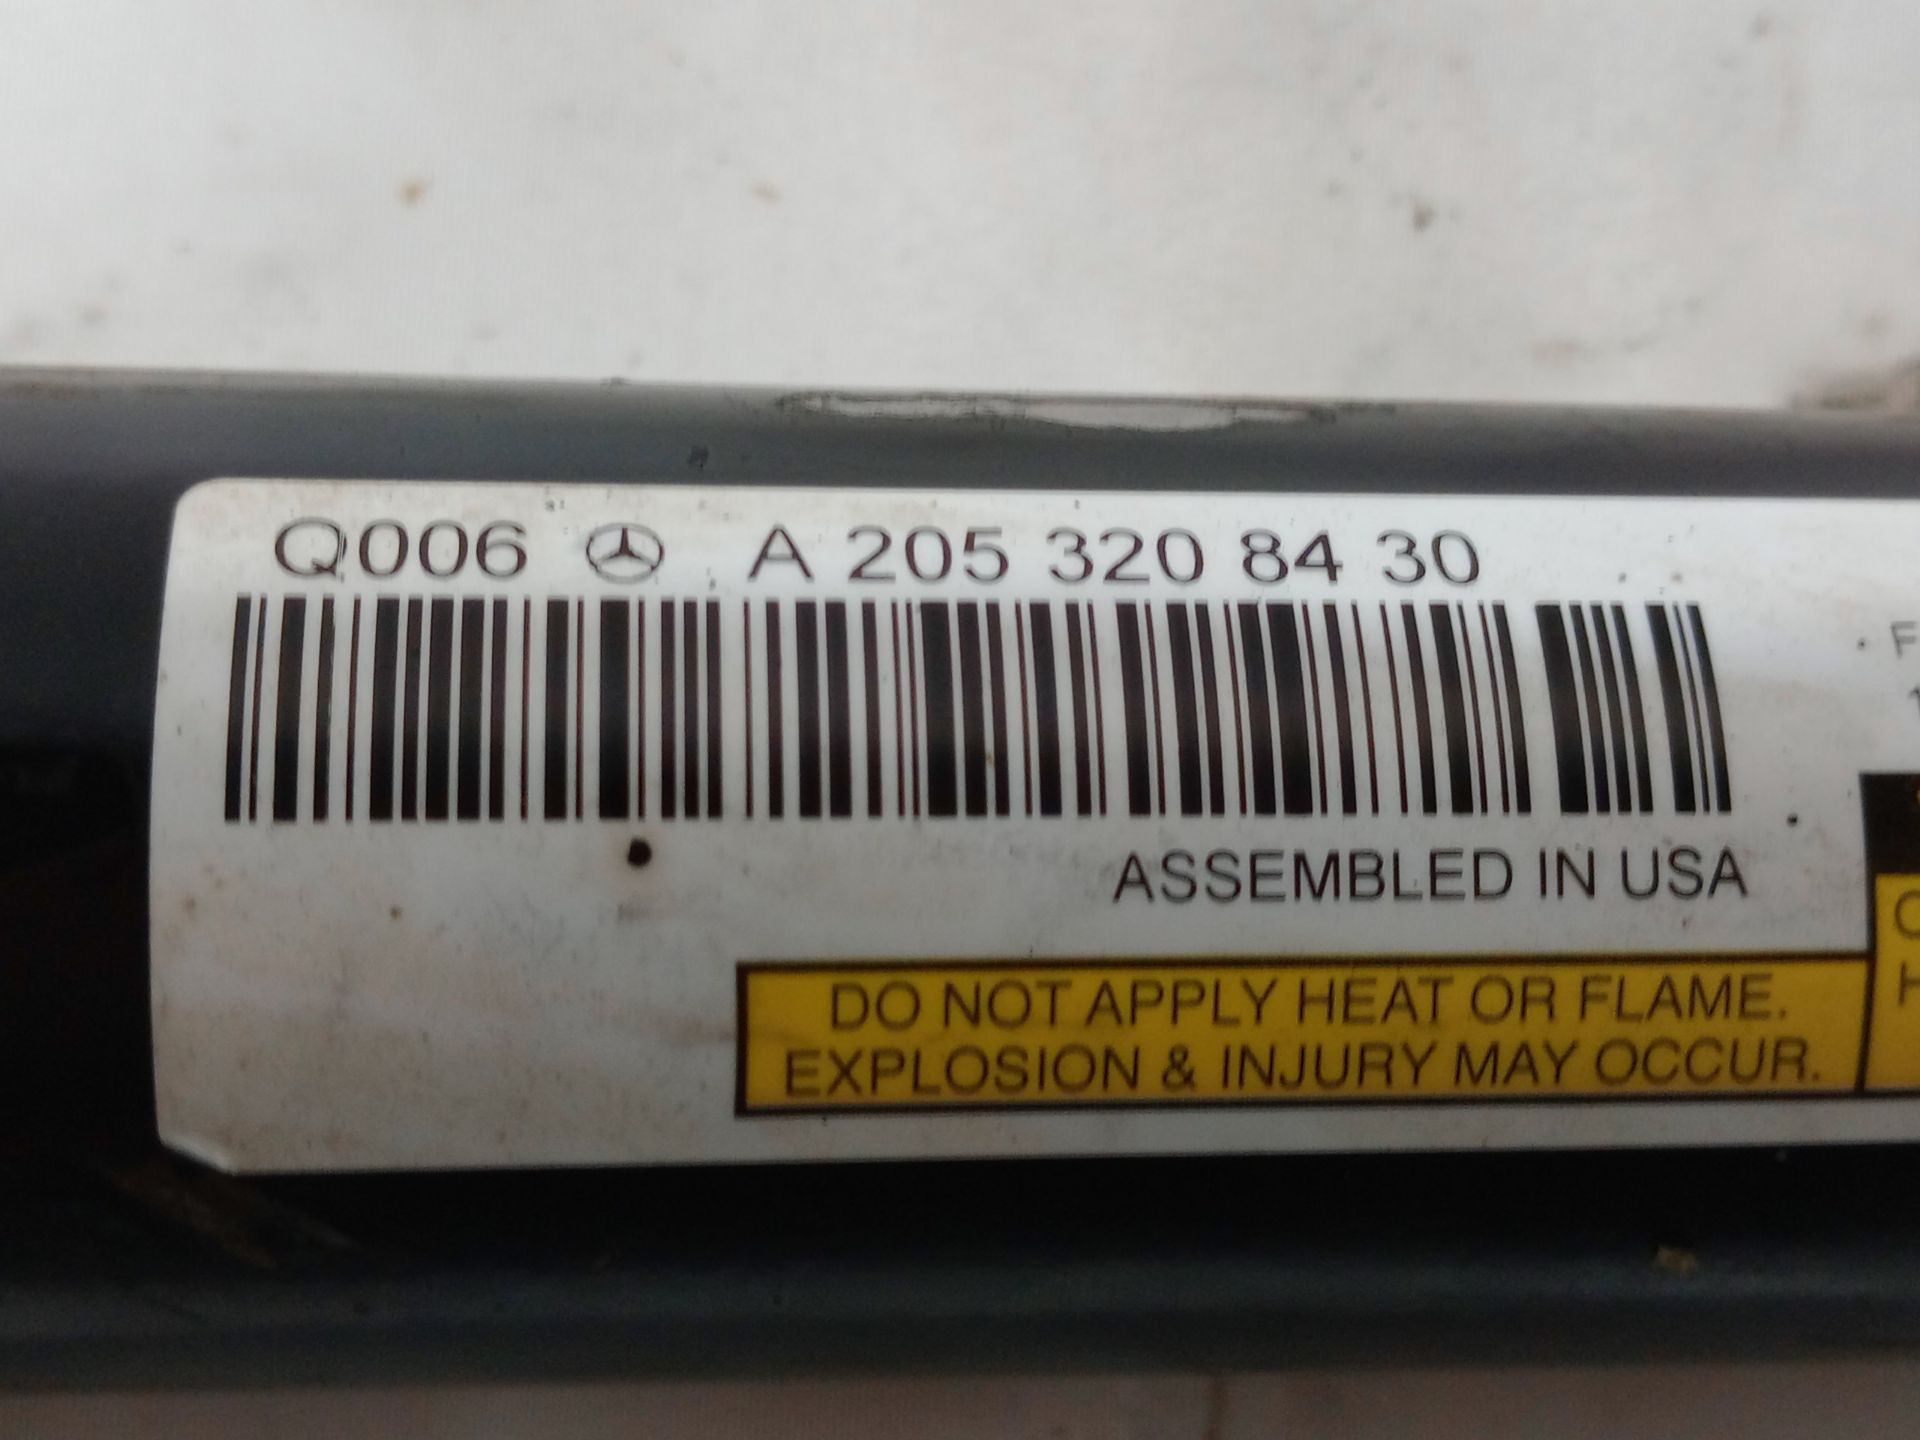 Q006 A 205 320 84 30
ASSEMBLED IN USA
DO NOT APPLY HEAT OR FLAME.
EXPLOSION & INJURY MAY OCCUR.